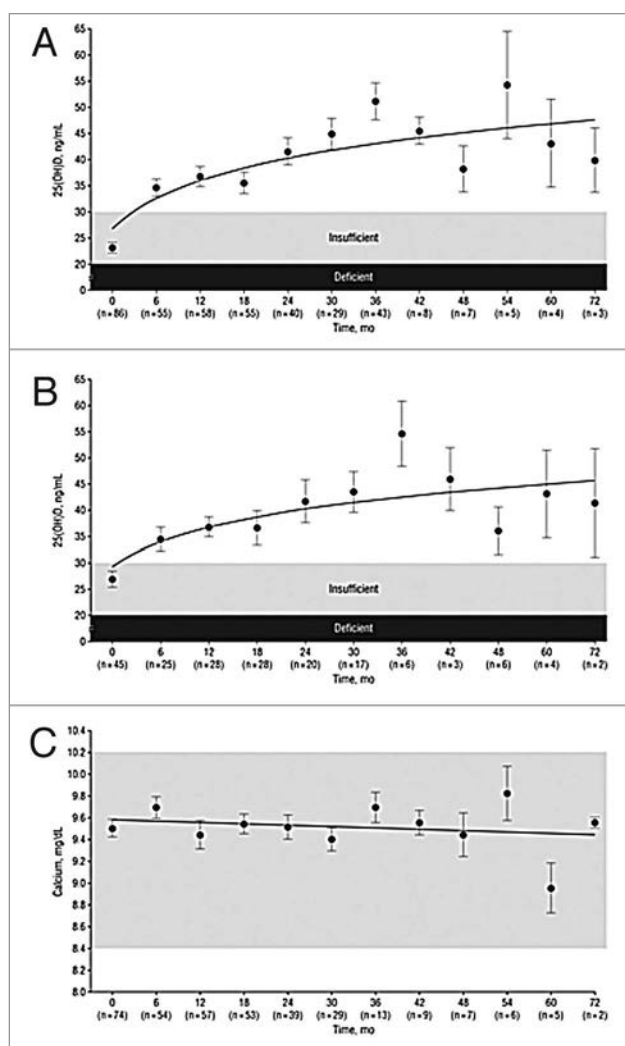 A
25(OH)D, ng/mL
65
60
55
50
45
40
35
30
25
20
0
Insufficient
Deficient
0 6 12 18 24 30 36 42 48 54 60 72
(n=86) (n=55) (n=58) (n=55) (n=40) (n=29) (n=43) (n=8) (n=7) (n=5) (n=4) (n=3)
Time, mo
B
25(OH)D, ng/mL
65
60
55
50
45
40
35
30
25
20
0
Insufficient
Deficient
0 6 12 18 24 30 36 42 48 60 72
(n=45) (n=25) (n=28) (n=28) (n=20) (n=17) (n=6) (n=3) (n=6) (n=4) (n=2)
Time, mo
C
Calcium, mg/dL
10.4
10.2
10.0
9.8
9.6
9.4
9.2
9.0
8.8
8.6
8.4
8.2
8.0
0 6 12 18 24 30 36 42 48 54 60 72
(n=74) (n=54) (n=57) (n=53) (n=39) (n=29) (n=13) (n=9) (n=7) (n=6) (n=5) (n=2)
Time, mo